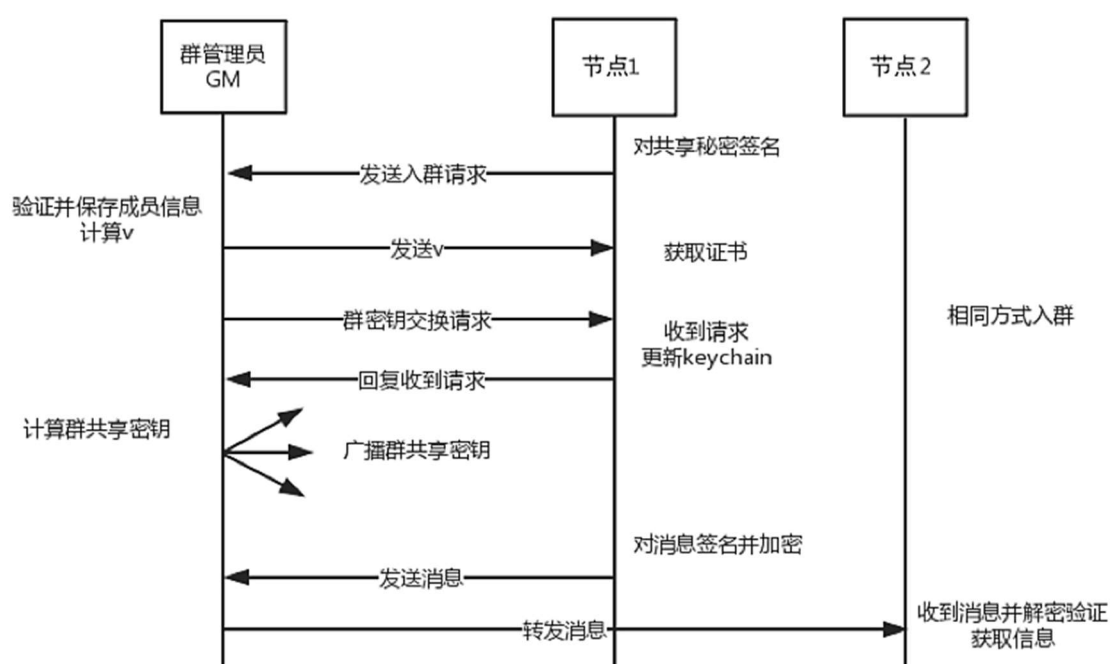 群管理员
GM
节点1
节点2
对共享秘密签名
发送入群请求
验证并保存成员信息
计算v
发送v
获取证书
群密钥交换请求
相同方式入群
收到请求
更新keychain
回复收到请求
计算群共享密钥
广播群共享密钥
对消息签名并加密
发送消息
收到消息并解密验证
获取信息
转发消息